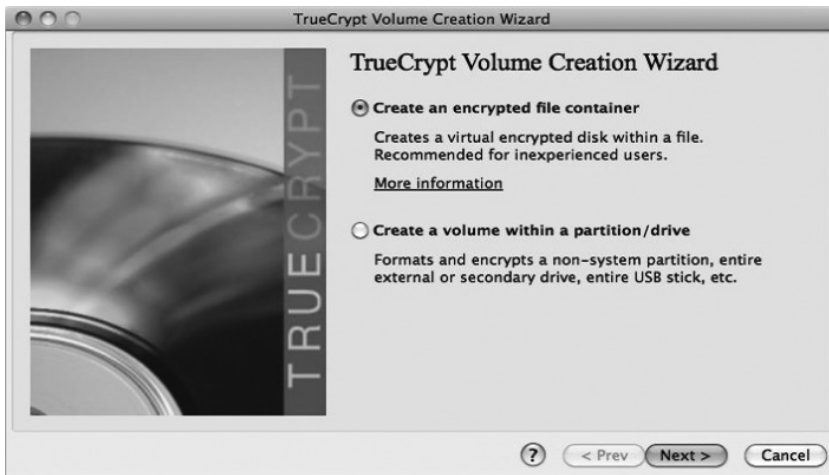 TrueCrypt Volume Creation Wizard
TRUECRYPT
TrueCrypt Volume Creation Wizard
Create an encrypted file container
Creates a virtual encrypted disk within a file.
Recommended for inexperienced users.
More information
Create a volume within a partition/drive
Formats and encrypts a non-system partition, entire
external or secondary drive, entire USB stick, etc.
? < Prev Next > Cancel